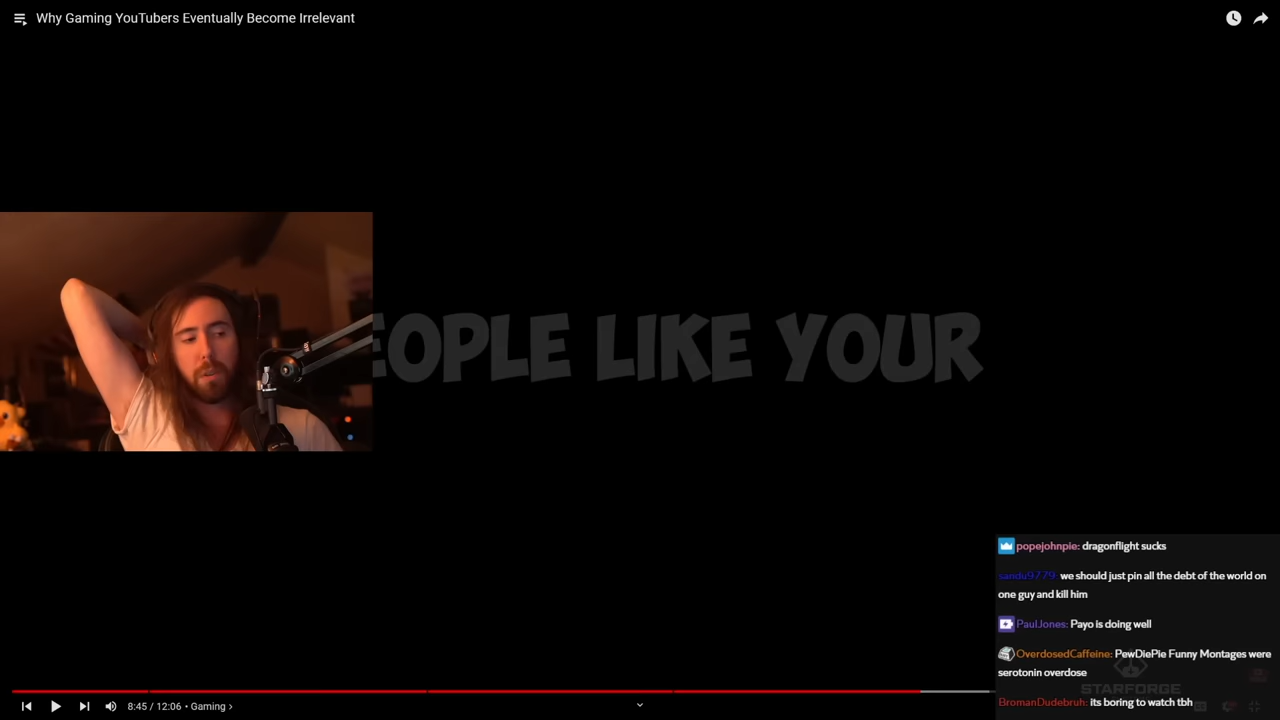 Why Gaming YouTubers Eventually Become Irrelevant
EOPLE LIKE YOUR
popejohnpie: dragonflight sucks
sandu9779: we should just pin all the debt of the world on
one guy and kill him
PaulJones: Payo is doing well
OverdosedCaffeine: PewDiePie Funny Montages were
serotonin overdose
STARFORGE
BromanDudebruh: its boring to watch tbh
8:45 / 12:06 • Gaming ›